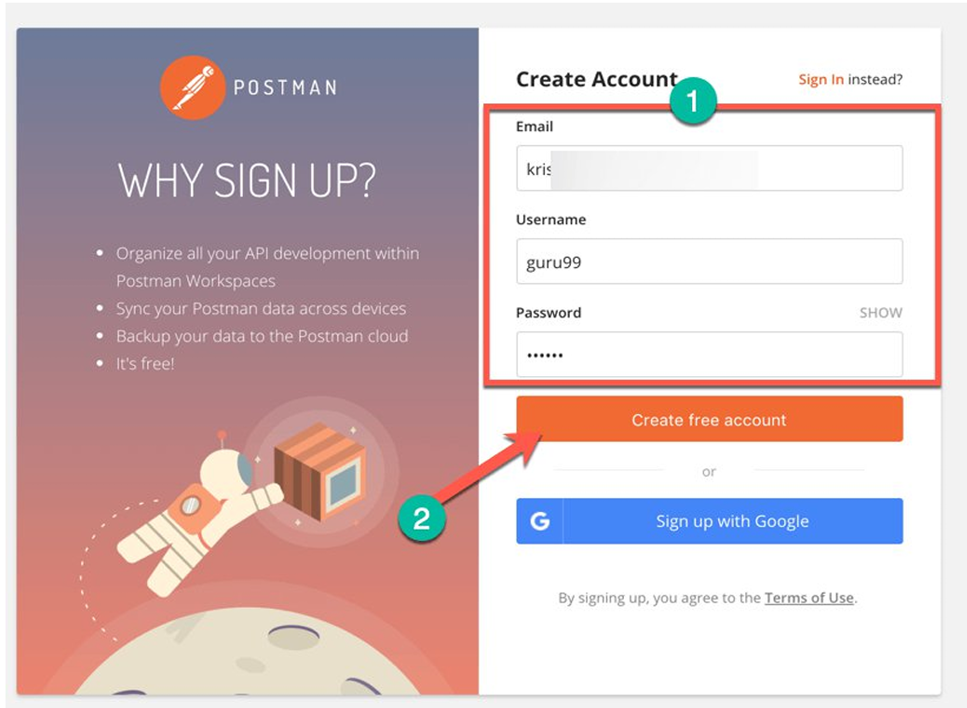 POSTMAN
WHY SIGN UP?
• Organize all your API development within
Postman Workspaces
• Sync your Postman data across devices
• Backup your data to the Postman cloud
• It's free!
Create Account
Sign In instead?
1
Email
kris
Username
guru99
Password
SHOW
••••••
Create free account
2
or
G
Sign up with Google
By signing up, you agree to the Terms of Use.